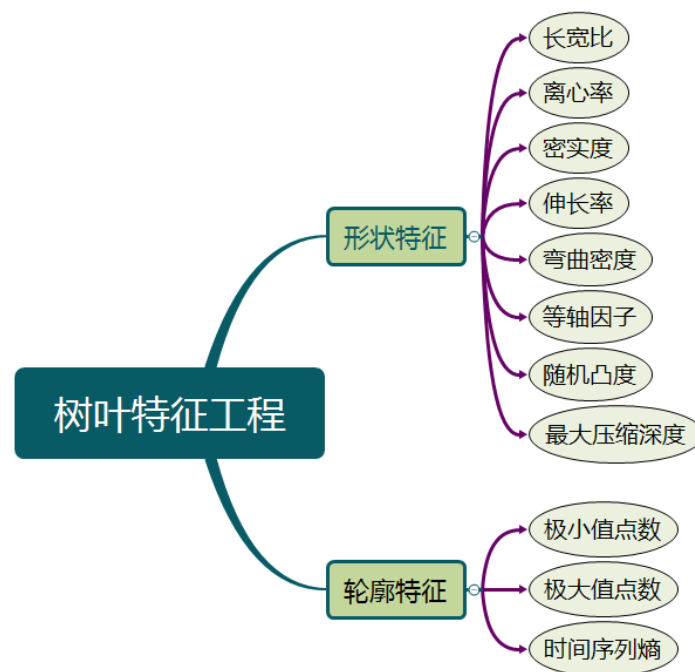 树叶特征工程
形状特征
长宽比
离心率
密实度
伸长率
弯曲密度
等轴因子
随机凸度
最大压缩深度
轮廓特征
极小值点数
极大值点数
时间序列熵